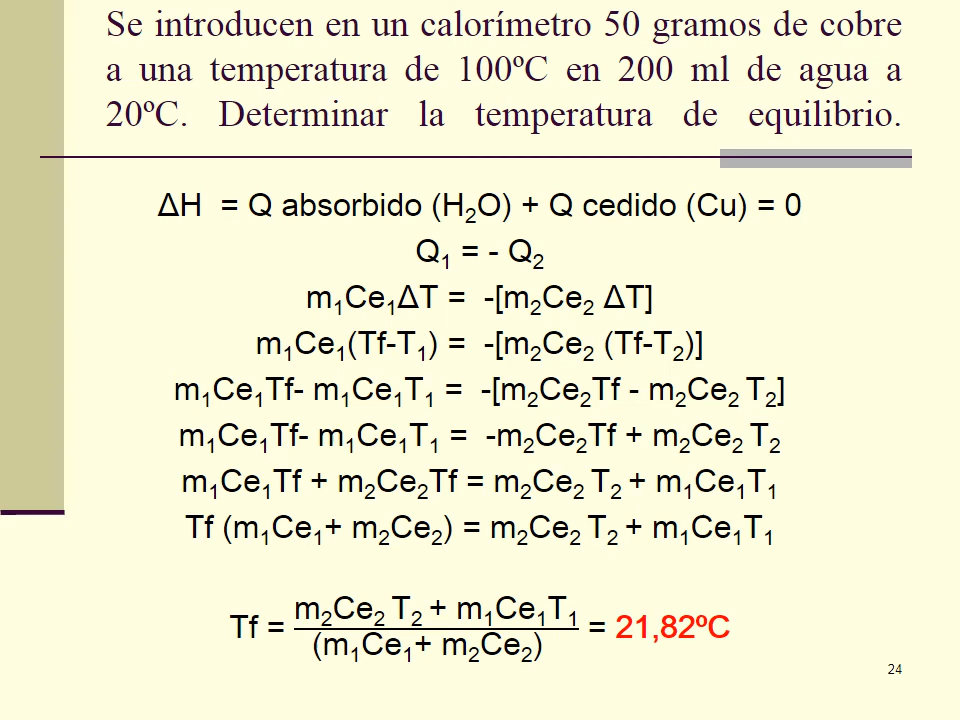 Se introducen en un calorímetro 50 gramos de cobre
a una temperatura de 100ºC en 200 ml de agua a
20ºC. Determinar la temperatura de equilibrio.
ΔH = Q absorbido (H₂O) + Q cedido (Cu) = 0
Q₁ = - Q₂
m₁Ce₁ΔT = -[m₂Ce₂ ΔT]
m₁Ce₁(Tf-T₁) = -[m₂Ce₂ (Tf-T₂)]
m₁Ce₁Tf- m₁Ce₁T₁ = -[m₂Ce₂Tf - m₂Ce₂ T₂]
m₁Ce₁Tf- m₁Ce₁T₁ = -m₂Ce₂Tf + m₂Ce₂ T₂
m₁Ce₁Tf + m₂Ce₂Tf = m₂Ce₂ T₂ + m₁Ce₁T₁
Tf (m₁Ce₁+ m₂Ce₂) = m₂Ce₂ T₂ + m₁Ce₁T₁
m₂Ce₂ T₂ + m₁Ce₁T₁
Tf = = 21,82ºC
(m₁Ce₁+ m₂Ce₂)
24